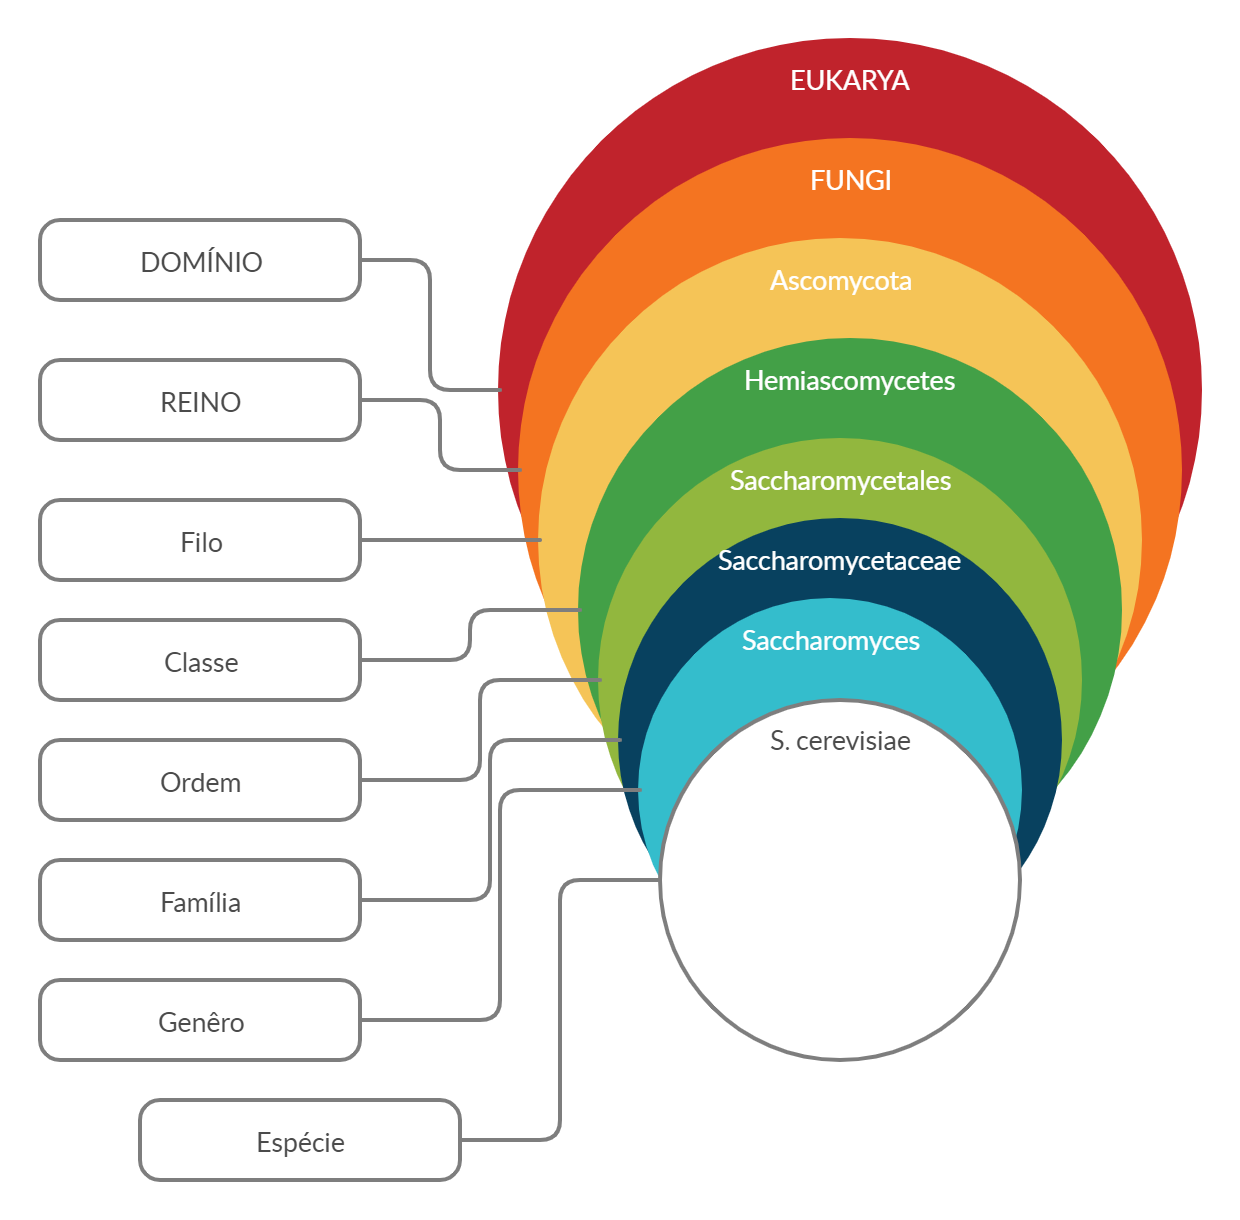 EUKARYA
FUNGI
Ascomycota
Hemiascomycetes
Saccharomycetales
Saccharomycetaceae
Saccharomyces
S. cerevisiae
DOMÍNIO
REINO
Filo
Classe
Ordem
Família
Genêro
Espécie